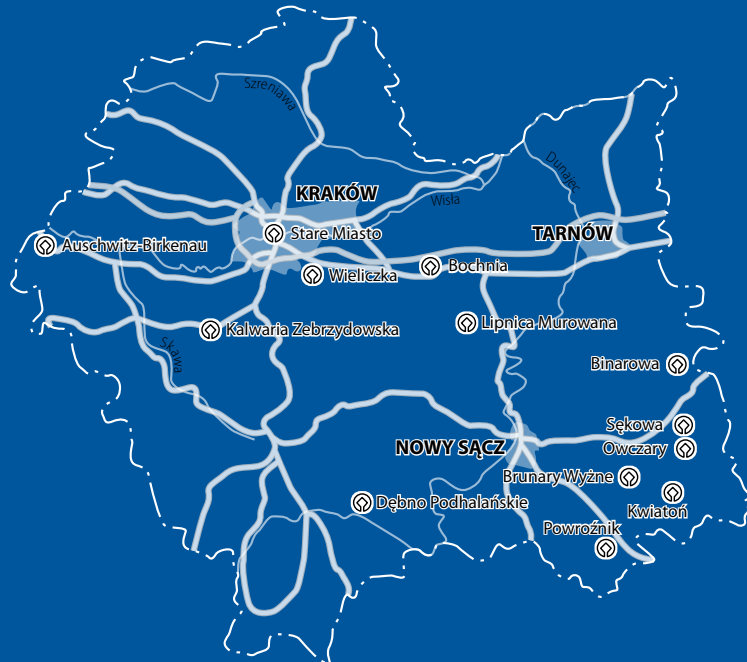 Szreniawa
Dunajec
KRAKÓW
Wisła
Stare Miasto
TARNÓW
Auschwitz-Birkenau
Bochnia
Wieliczka
Lipnica Murowana
Kalwaria Zebrzydowska
Skawa
Binarowa
Sękowa
NOWY SĄCZ
Owczary
Brunary Wyżne
Dębno Podhalańskie
Kwiatoń
Powroźnik